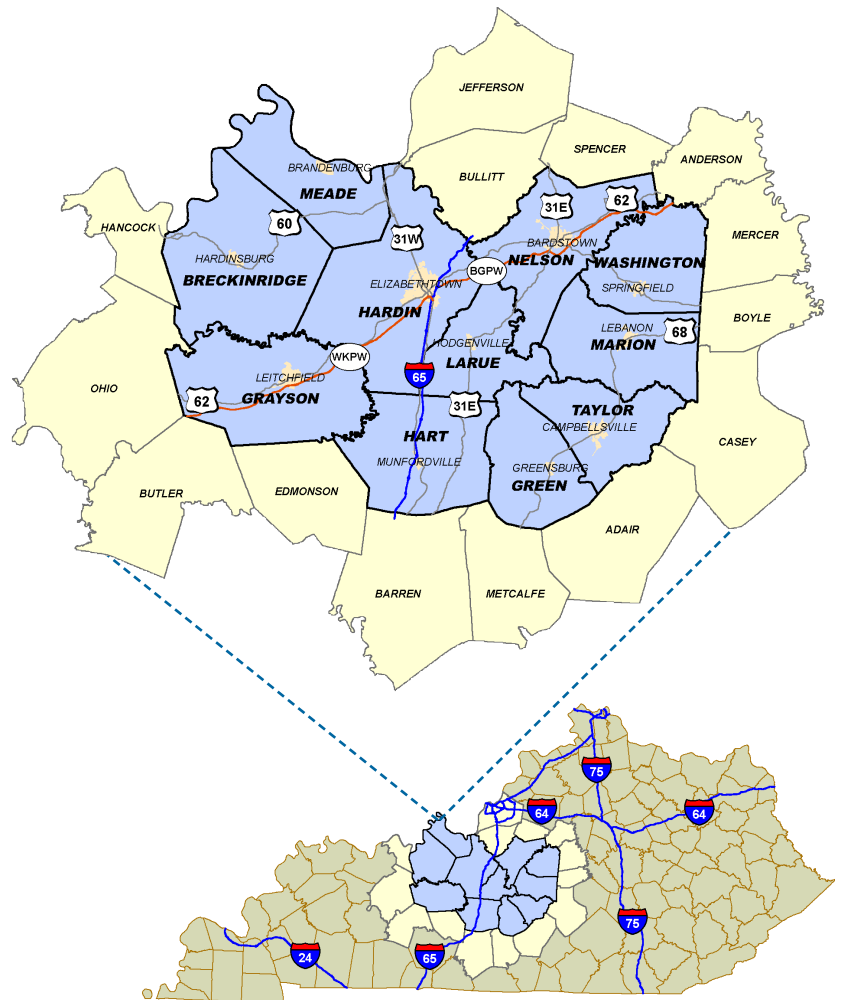 JEFFERSON
SPENCER
ANDERSON
BRANDENBURG
BULLITT
MEADE
62
31E
HANCOCK
60
31W
MERCER
BARDSTOWN
HARDINSBURG
NELSON
WASHINGTON
BGPW
BRECKINRIDGE
ELIZABETHTOWN
SPRINGFIELD
HARDIN
BOYLE
LEBANON
68
HODGENVILLE
MARION
WKPW
LARUE
65
LEITCHFIELD
OHIO
GRAYSON
62
31E
TAYLOR
CAMPBELLSVILLE
HART
CASEY
MUNFORDVILLE
GREENSBURG
GREEN
BUTLER
EDMONSON
ADAIR
BARREN
METCALFE
75
64
64
75
24
65